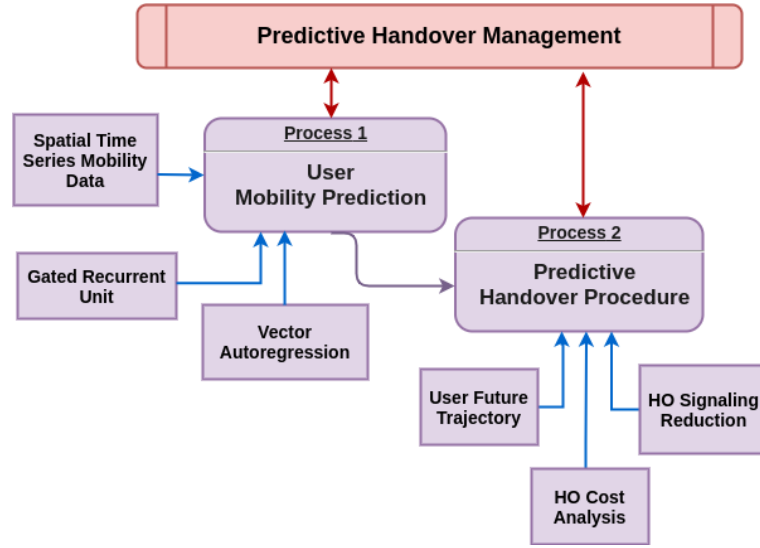 Predictive Handover Management
Process 1
User
Mobility Prediction
Spatial Time
Series Mobility
Data
Gated Recurrent
Unit
Vector
Autoregression
Process 2
Predictive
Handover Procedure
User Future
Trajectory
HO Cost
Analysis
HO Signaling
Reduction